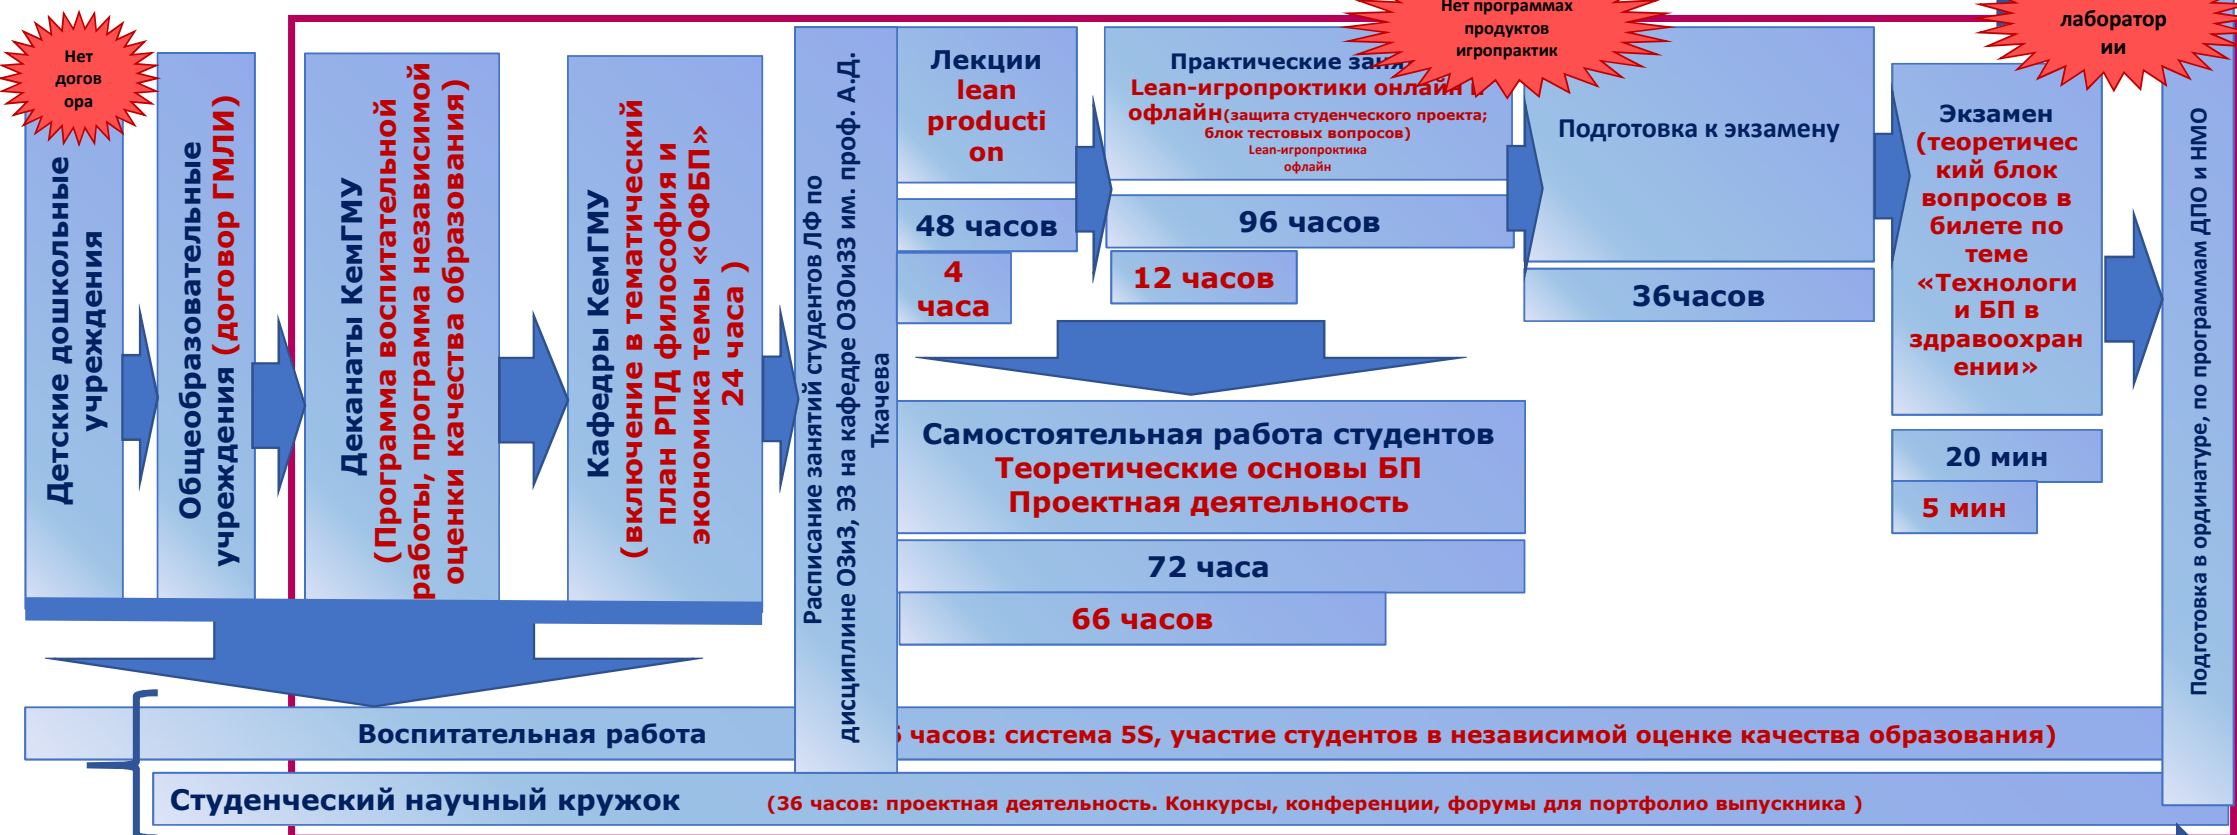 Нет
догов
ора
Детские дошкольные
учреждения
Общеобразовательные
учреждения (договор ГМЛИ)
Деканаты КемГМУ
(Программа воспитательной
работы, программа независимой
оценки качества образования)
Кафедры КемГМУ
(включение в тематический
план РПД философия и
экономика темы «ОФБП»
24 часа )
Расписание занятий студентов ЛФ по
дисциплине ОЗиЗ, ЭЗ на кафедре ОЗОиЗЗ им. проф. А.Д.
Ткачева
Лекции
lean
producti
on
48 часов
4
часа
Нет программах
продуктов
игропрактик
Практические
Lean-игропроктики онлайн
офлайн(защита студенческого проекта;
блок тестовых вопросов)
Lean-игропроктика
офлайн
96 часов
12 часов
Подготовка к экзамену
36часов
лаборатор
ии
Экзамен
(теоретичес
кий блок
вопросов в
билете по
теме
«Технологи
и БП в
здравоохран
ении»
20 мин
5 мин
Подготовка в ординатуре, по программам ДПО и НМО
Самостоятельная работа студентов
Теоретические основы БП
Проектная деятельность
72 часа
66 часов
Воспитательная работа
часов: система 5S, участие студентов в независимой оценке качества образования)
Студенческий научный кружок
(36 часов: проектная деятельность. Конкурсы, конференции, форумы для портфолио выпускника )